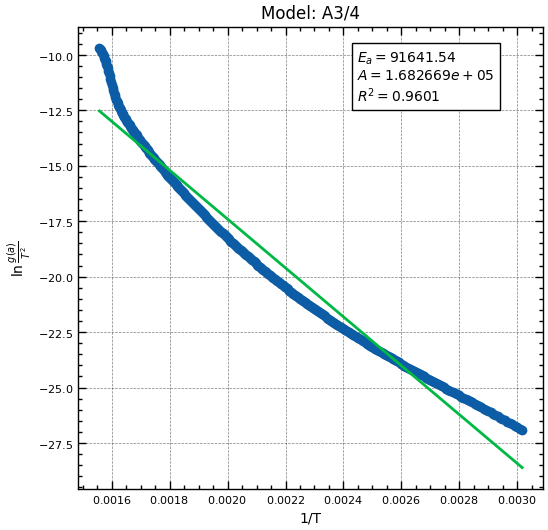 Model: A3/4
E_a = 91641.54
A = 1.682669e + 05
R^2 = 0.9601
−10.0
−12.5
−15.0
−17.5
−20.0
−22.5
−25.0
−27.5
ln g(a)/T^2
0.0016 0.0018 0.0020 0.0022 0.0024 0.0026 0.0028 0.0030
1/T